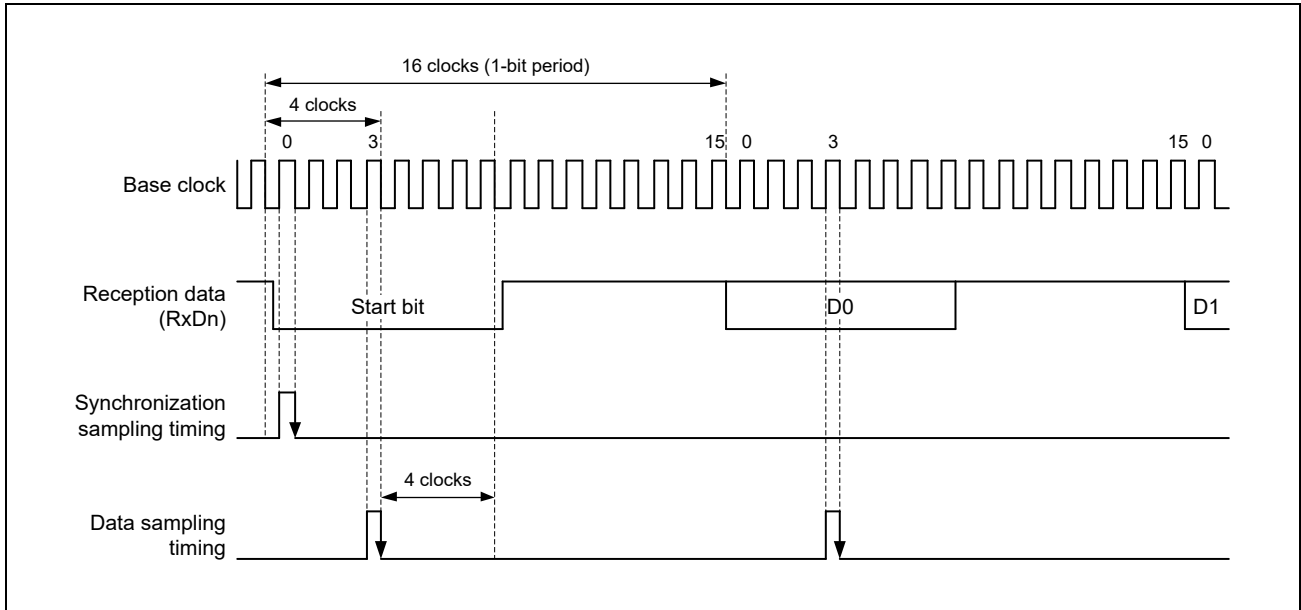 16 clocks (1-bit period)
4 clocks
0 3 15 0 3 15 0
Base clock
Reception data
(RxDn)
Start bit D0 D1
Synchronization
sampling timing
4 clocks
Data sampling
timing